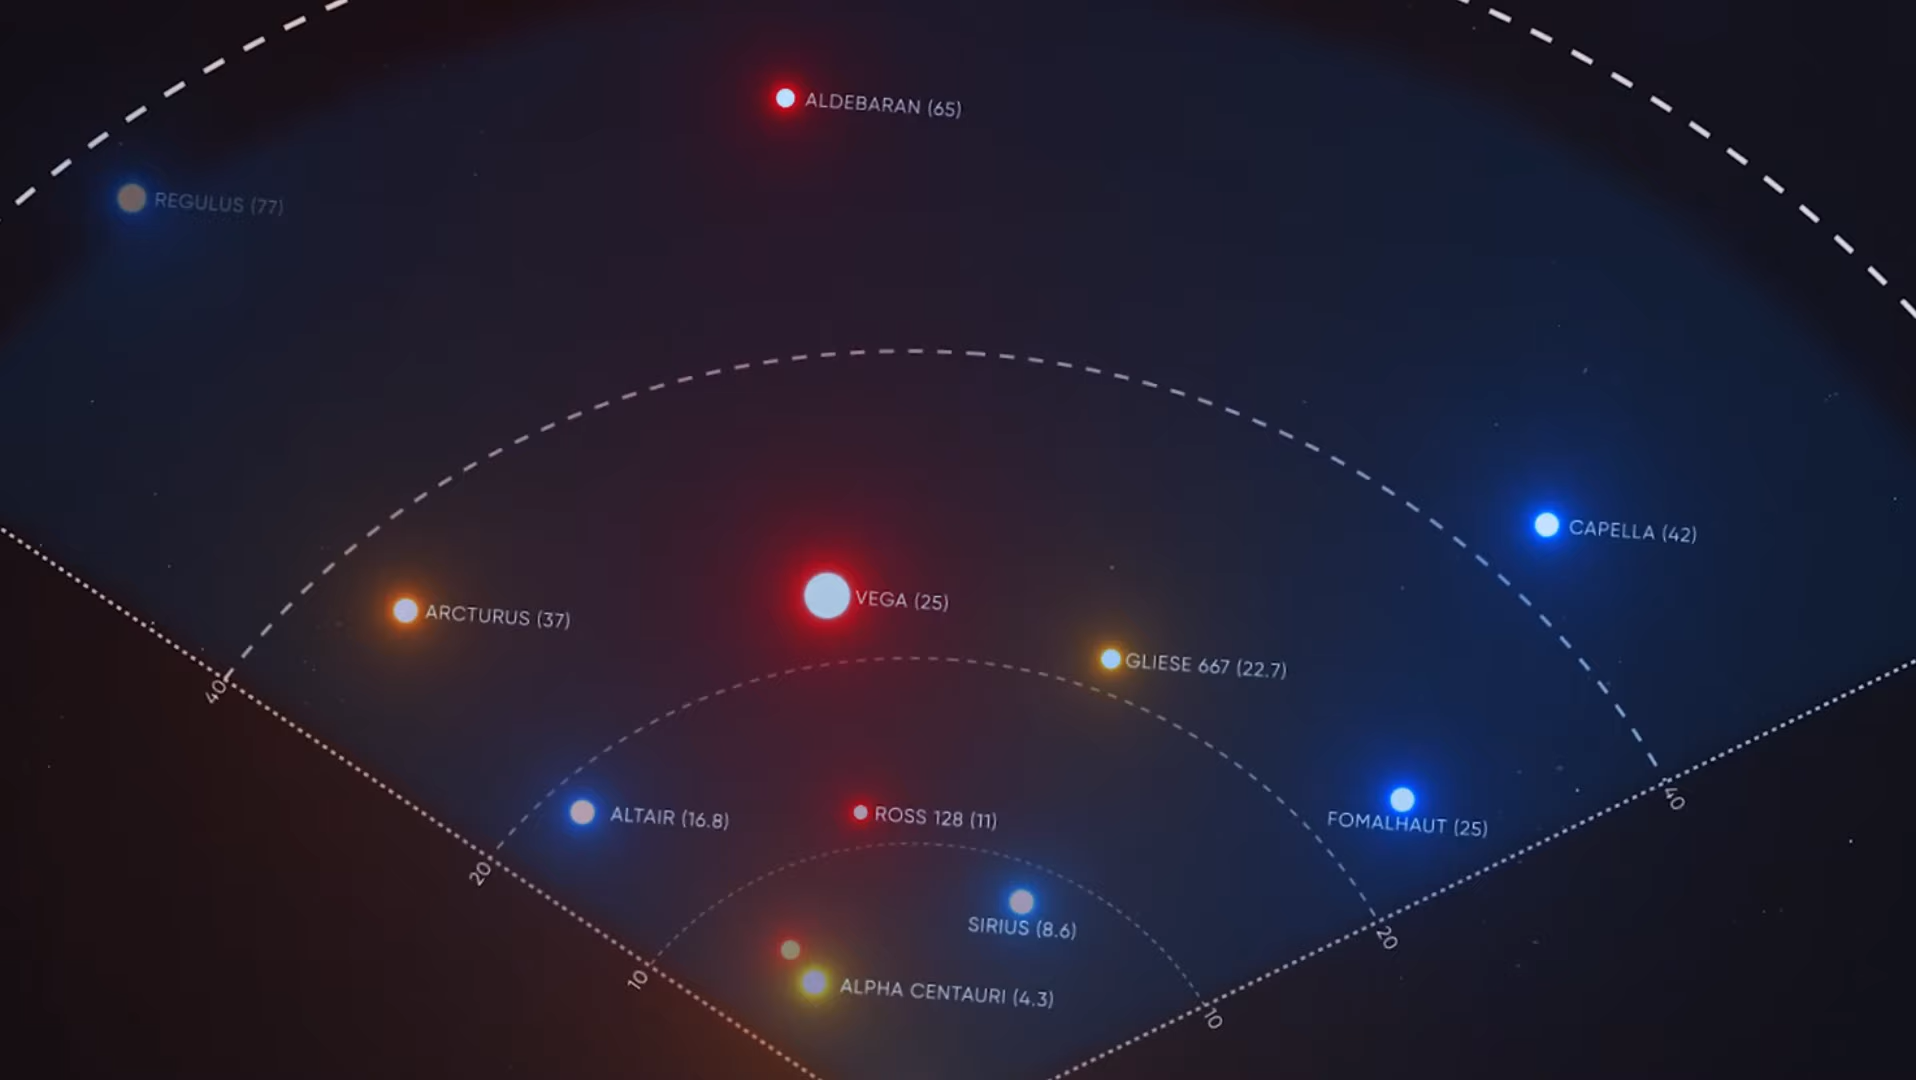 ALDEBARAN (65)
REGULUS (77)
CAPELLA (42)
VEGA (25)
ARCTURUS (37)
GLIESE 667 (22.7)
40
40
ALTAIR (16.8)
ROSS 128 (11)
FOMALHAUT (25)
20
SIRIUS (8.6)
20
10
ALPHA CENTAURI (4.3)
10